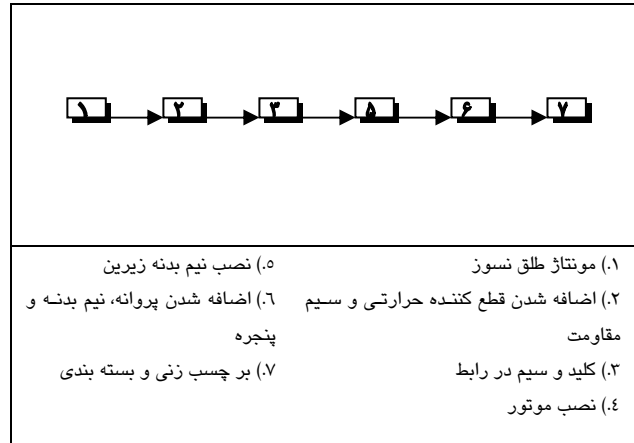 ۱ ۲ ۳ ۵ ۶ ۷
۱.) مونتاژ طلق نسوز
۲.) اضافه شدن قطع کننده حرارتی و سیم
مقاومت
۳.) کلید و سیم در رابط
۴.) نصب موتور
۵.) نصب نیم بدنه زیرین
۶.) اضافه شدن پروانه، نیم بدنه و
پنجره
۷.) بر چسب زنی و بسته بندی